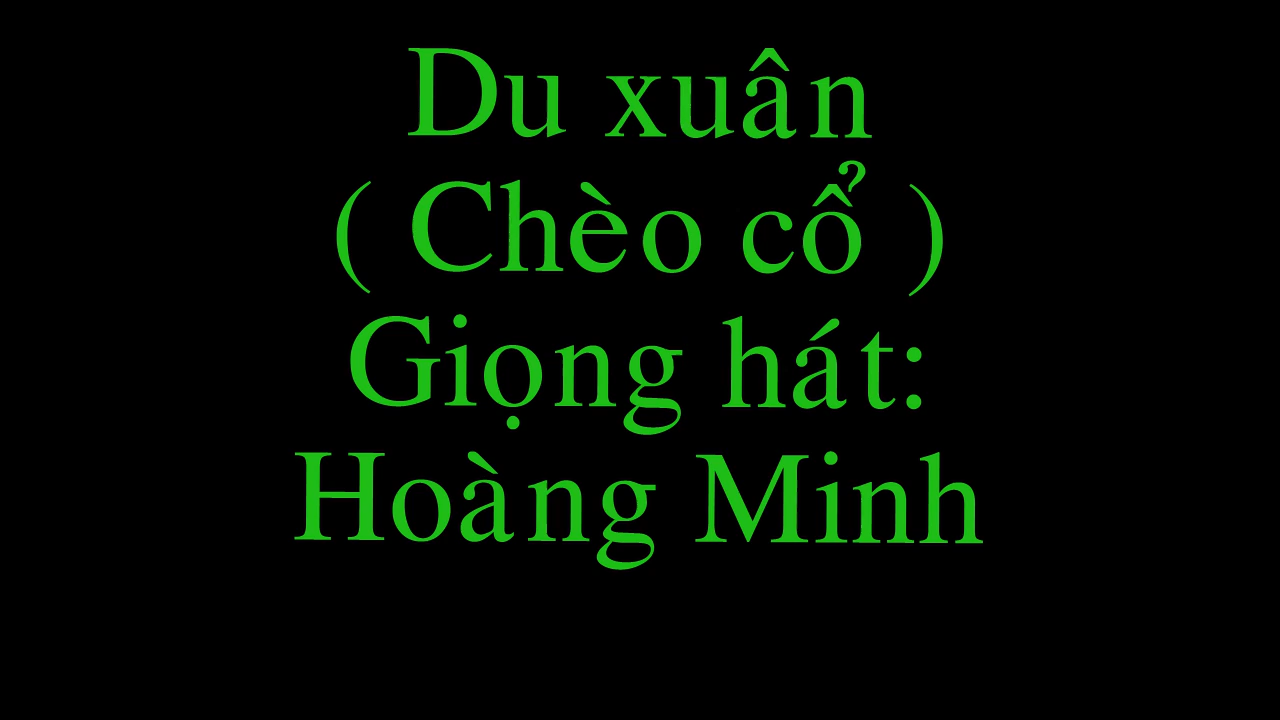 Du xuân
( Chèo cổ )
Giọng hát:
Hoàng Minh